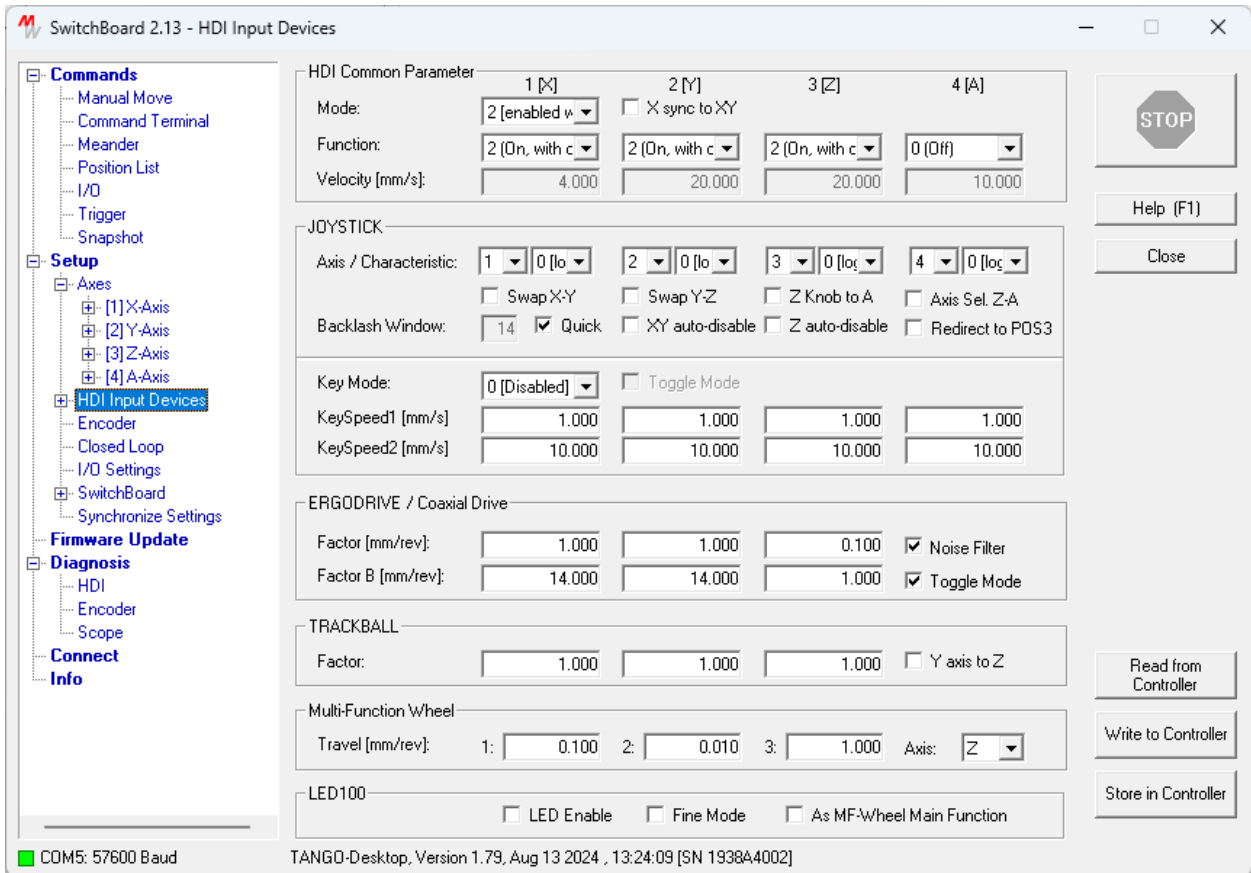 SwitchBoard 2.13 - HDI Input Devices
Commands
Manual Move
Command Terminal
Meander
Position List
I/O
Trigger
Snapshot
Setup
Axes
[1] X-Axis
[2] Y-Axis
[3] Z-Axis
[4] A-Axis
HDI Input Devices
Encoder
Closed Loop
I/O Settings
SwitchBoard
Synchronize Settings
Firmware Update
Diagnosis
HDI
Encoder
Scope
Connect
Info
HDI Common Parameter
1 [X] 2 [Y] 3 [Z] 4 [A]
Mode: 2 [enabled w X sync to XY
Function: 2 (On, with c 2 (On, with c 2 (On, with c 0 (Off)
Velocity [mm/s]: 4.000 20.000 20.000 10.000
JOYSTICK
Axis / Characteristic: 1 0 [lo 2 0 [lo 3 0 [log 4 0 [log
Swap X-Y Swap Y-Z Z Knob to A Axis Sel. Z-A
Backlash Window: 14 Quick XY auto-disable Z auto-disable Redirect to POS3
Key Mode: 0 [Disabled] Toggle Mode
KeySpeed1 [mm/s] 1.000 1.000 1.000 1.000
KeySpeed2 [mm/s] 10.000 10.000 10.000 10.000
ERGODRIVE / Coaxial Drive
Factor [mm/rev]: 1.000 1.000 0.100 Noise Filter
Factor B [mm/rev]: 14.000 14.000 1.000 Toggle Mode
TRACKBALL
Factor: 1.000 1.000 1.000 Y axis to Z
Multi-Function Wheel
Travel [mm/rev]: 1: 0.100 2: 0.010 3: 1.000 Axis: Z
LED100
LED Enable Fine Mode As MF-Wheel Main Function
STOP
Help (F1)
Close
Read from
Controller
Write to Controller
Store in Controller
COM5: 57600 Baud TANGO-Desktop, Version 1.79, Aug 13 2024 , 13:24:09 [SN 1938A4002]